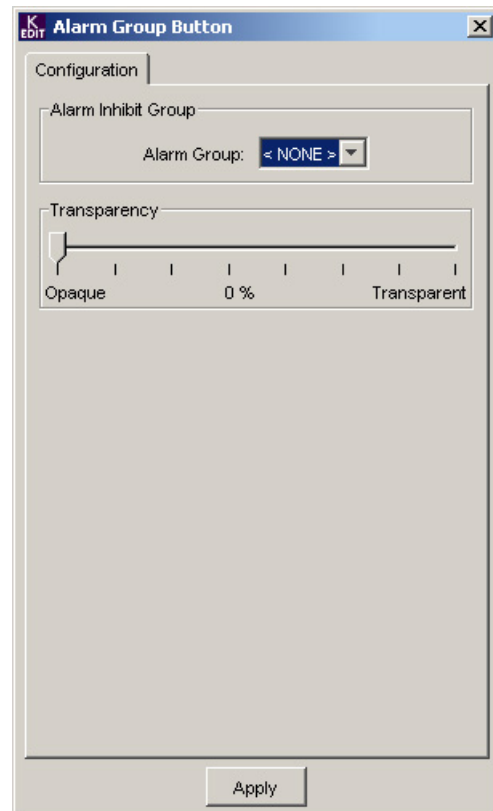 K
EDIT Alarm Group Button
Configuration
Alarm Inhibit Group
Alarm Group: < NONE >
Transparency
Opaque 0 % Transparent
Apply